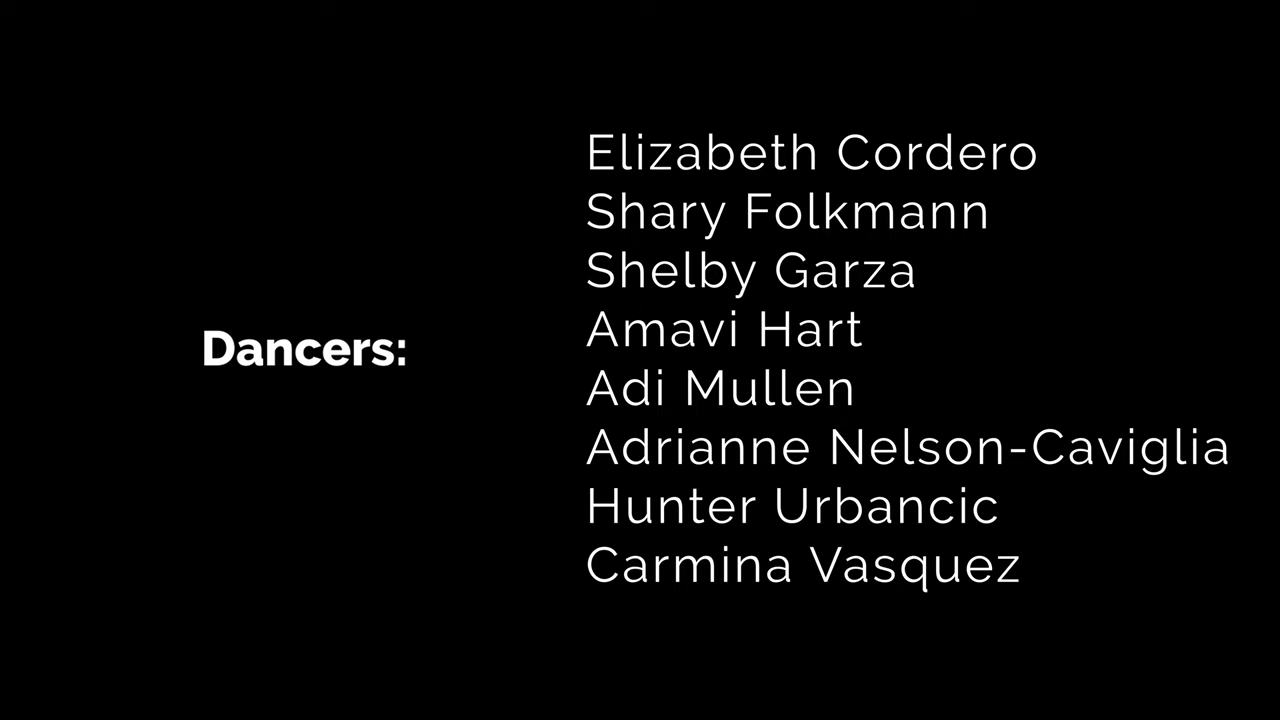 Dancers:
Elizabeth Cordero
Shary Folkmann
Shelby Garza
Amavi Hart
Adi Mullen
Adrianne Nelson-Caviglia
Hunter Urbancic
Carmina Vasquez